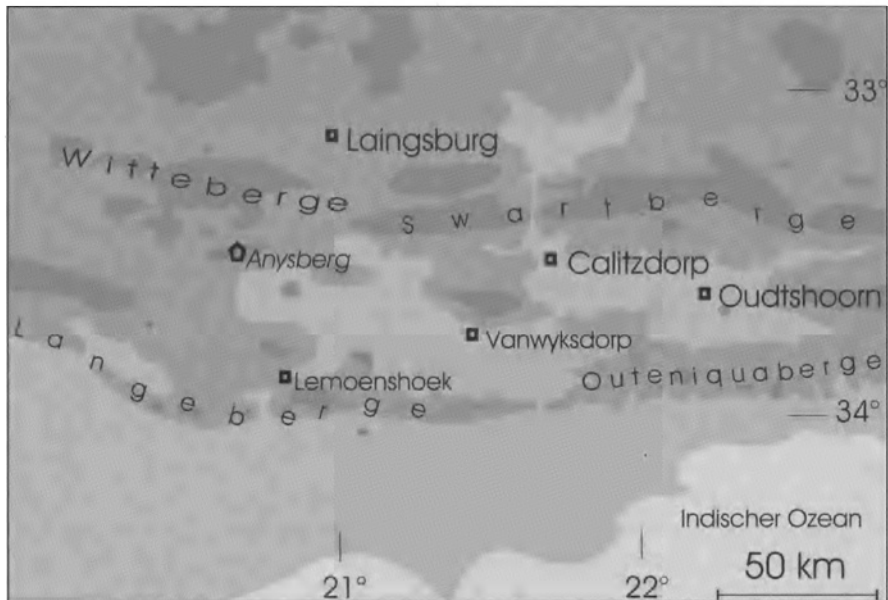 33°
Laingsburg
Witteberge
Swartberge
Anysberg
Calitzdorp
Oudtshoorn
Langeberge
Vanwyksdorp
Lemoenshoek
Outeniquaberge
34°
Indischer Ozean
50 km
21°
22°